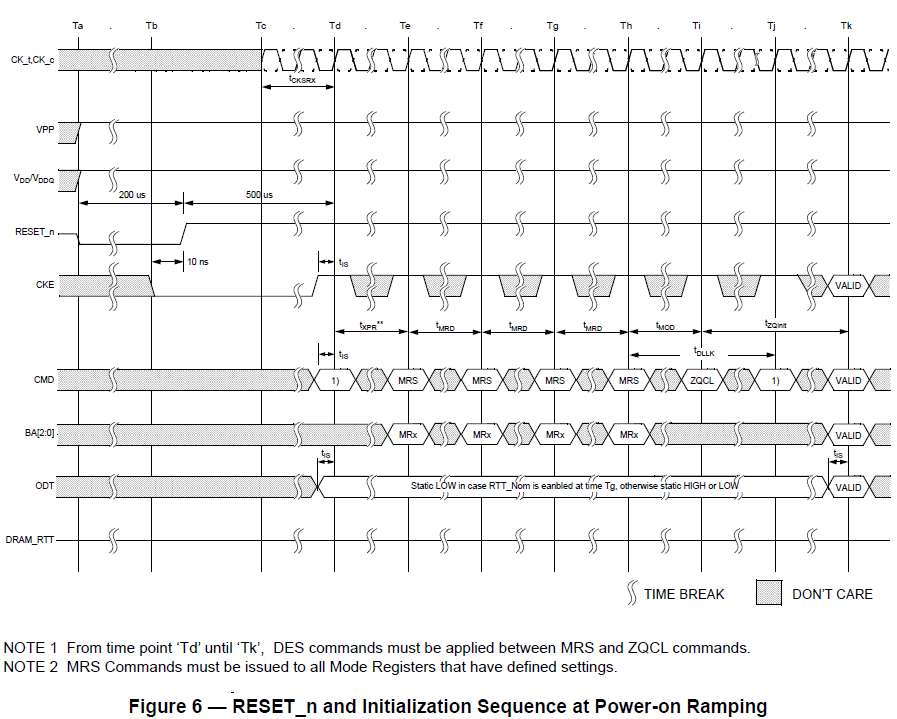 Ta . Tb . Tc . Td . Te . Tf . Tg . Th . Ti . Tj . Tk
CK_t,CK_c
tCKSRX
VPP
VDD/VDDQ
200 us 500 us
RESET_n
10 ns tIS
CKE VALID
tXPR** tMRD tMRD tMRD tMOD tZQinit
tIS tDLLK
CMD 1) MRS MRS MRS MRS ZQCL 1) VALID
BA[2:0] MRx MRx MRx MRx VALID
tIS tIS
ODT Static LOW in case RTT_Nom is eanbled at time Tg, otherwise static HIGH or LOW VALID
DRAM_RTT
TIME BREAK DON'T CARE
NOTE 1 From time point ‘Td’ until ‘Tk’, DES commands must be applied between MRS and ZQCL commands.
NOTE 2 MRS Commands must be issued to all Mode Registers that have defined settings.
Figure 6 — RESET_n and Initialization Sequence at Power-on Ramping